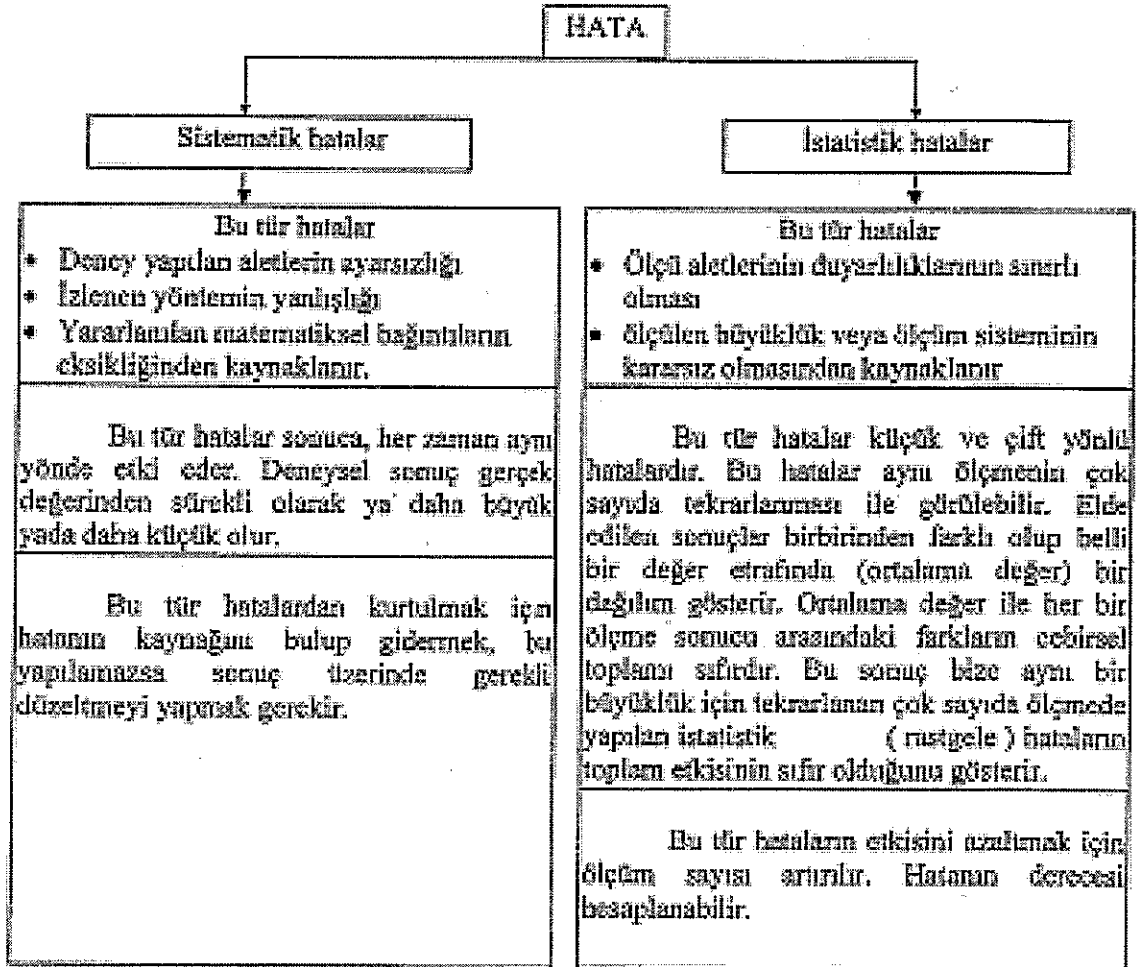 HATA
Sistematik hatalar
Bu tür hatalar
• Deney yapılan aletlerin ayarsızlığı
• İzlenen yöntemin yanlışlığı
• Yararlanılan matematiksel bağıntıların
eksikliğinden kaynaklanır.
Bu tür hatalar sonuca, her zaman aynı
yönde etki eder. Deneysel sonuç gerçek
değerinden sürekli olarak ya daha büyük
yada daha küçük olur.
Bu tür hatalardan kurtulmak için
hatanın kaynağını bulup gidermek, bu
yapılamazsa sonuç üzerinde gerekli
düzeltmeyi yapmak gerekir.
İstatistik hatalar
Bu tür hatalar
• Ölçü aletlerinin duyarlılıklarının sınırlı
olması
• ölçülen büyüklük veya ölçüm sisteminin
kararsız olmasından kaynaklanır
Bu tür hatalar küçük ve çift yönlü
hatalardır. Bu hatalar aynı ölçmenin çok
sayıda tekrarlanması ile görülebilir. Elde
edilen sonuçlar birbirinden farklı olup belli
bir değer etrafında (ortalama değer) bir
dağılım gösterir. Ortalama değer ile her bir
ölçme sonucu arasındaki farkların cebirsel
toplamı sıfırdır. Bu sonuç bize aynı bir
büyüklük için tekrarlanan çok sayıda ölçmede
yapılan istatistik ( rastgele ) hataların
toplam etkisinin sıfır olduğunu gösterir.
Bu tür hataların etkisini azaltmak için
ölçüm sayısı artırılır. Hatanın derecesi
hesaplanabilir.